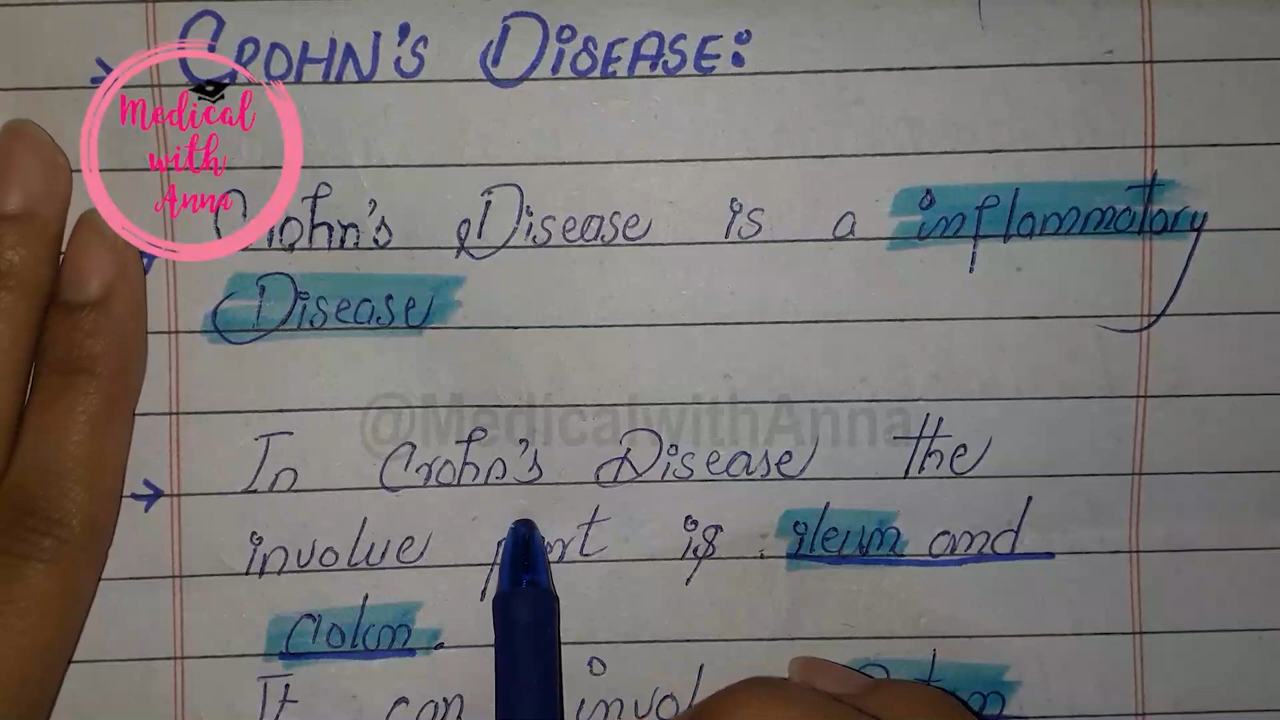 CROHN'S DISEASE:
Medical
with
Anna
Crohn's Disease is a inflammatory
Disease
@MedicalwithAnna
In Crohn's Disease the
involve part is ileum and
Colon.
It can